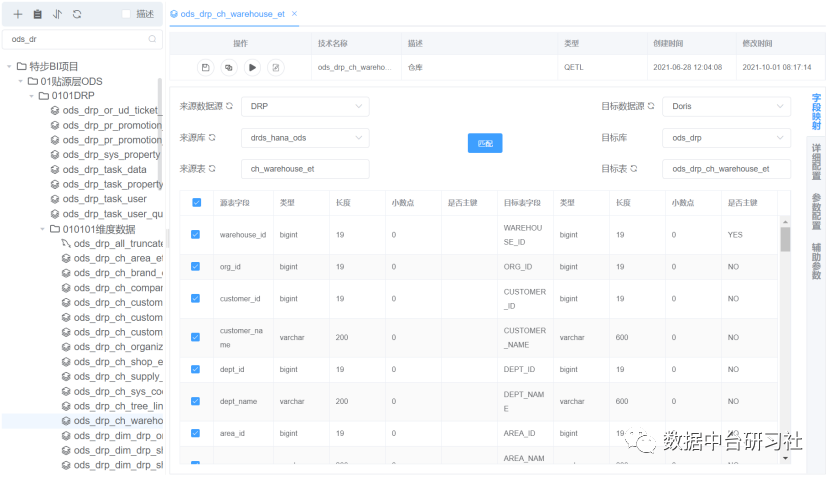 描述
ods_drp_ch_warehouse_et ×
ods_dr
特步BI项目
01贴源层ODS
0101DRP
ods_drp_or_ud_ticket_
ods_drp_pr_promotion_
ods_drp_pr_promotion
ods_drp_sys_property
ods_drp_task_data
ods_drp_task_property
ods_drp_task_user
ods_drp_task_user_qu
010101维度数据
ods_drp_all_truncate
ods_drp_ch_area_et
ods_drp_ch_brand_
ods_drp_ch_compar
ods_drp_ch_custom
ods_drp_ch_custom
ods_drp_ch_custom
ods_drp_ch_organiz
ods_drp_ch_shop_e
ods_drp_ch_supply_
ods_drp_ch_sys_co
ods_drp_ch_tree_lin
ods_drp_ch_wareho
ods_drp_dim_drp_o
ods_drp_dim_drp_sh
ods_drp_dim_drp_sh
操作 技术名称 描述 类型 创建时间 修改时间
ods_drp_ch_wareho... 仓库 QETL 2021-06-28 12:04:08 2021-10-01 08:17:14
来源数据源 DRP 目标数据源 Doris
来源库 drds_hana_ods 匹配 目标库 ods_drp
来源表 ch_warehouse_et 目标表 ods_drp_ch_warehouse_et
源表字段 类型 长度 小数点 是否主键 目标表字段 类型 长度 小数点 是否主键
warehouse_id bigint 19 0 WAREHOUSE_ID bigint 19 0 YES
org_id bigint 19 0 ORG_ID bigint 19 0 NO
customer_id bigint 19 0 CUSTOMER_ID bigint 19 0 NO
customer_name varchar 200 0 CUSTOMER_NAME varchar 600 0 NO
dept_id bigint 19 0 DEPT_ID bigint 19 0 NO
dept_name varchar 200 0 DEPT_NAME varchar 600 0 NO
area_id bigint 19 0 AREA_ID bigint 19 0 NO
AREA_NAM
字段映射
详细配置
参数配置
辅助参数
数据中台研习社